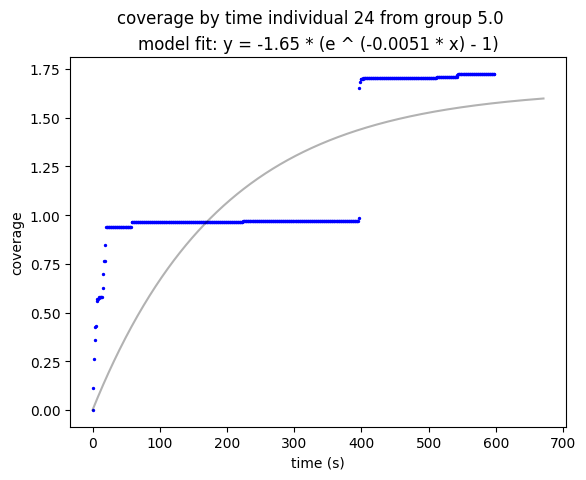 coverage by time individual 24 from group 5.0
model fit: y = -1.65 * (e ^ (-0.0051 * x) - 1)
1.75
1.50
1.25
1.00
0.75
0.50
0.25
0.00
coverage
0 100 200 300 400 500 600 700
time (s)